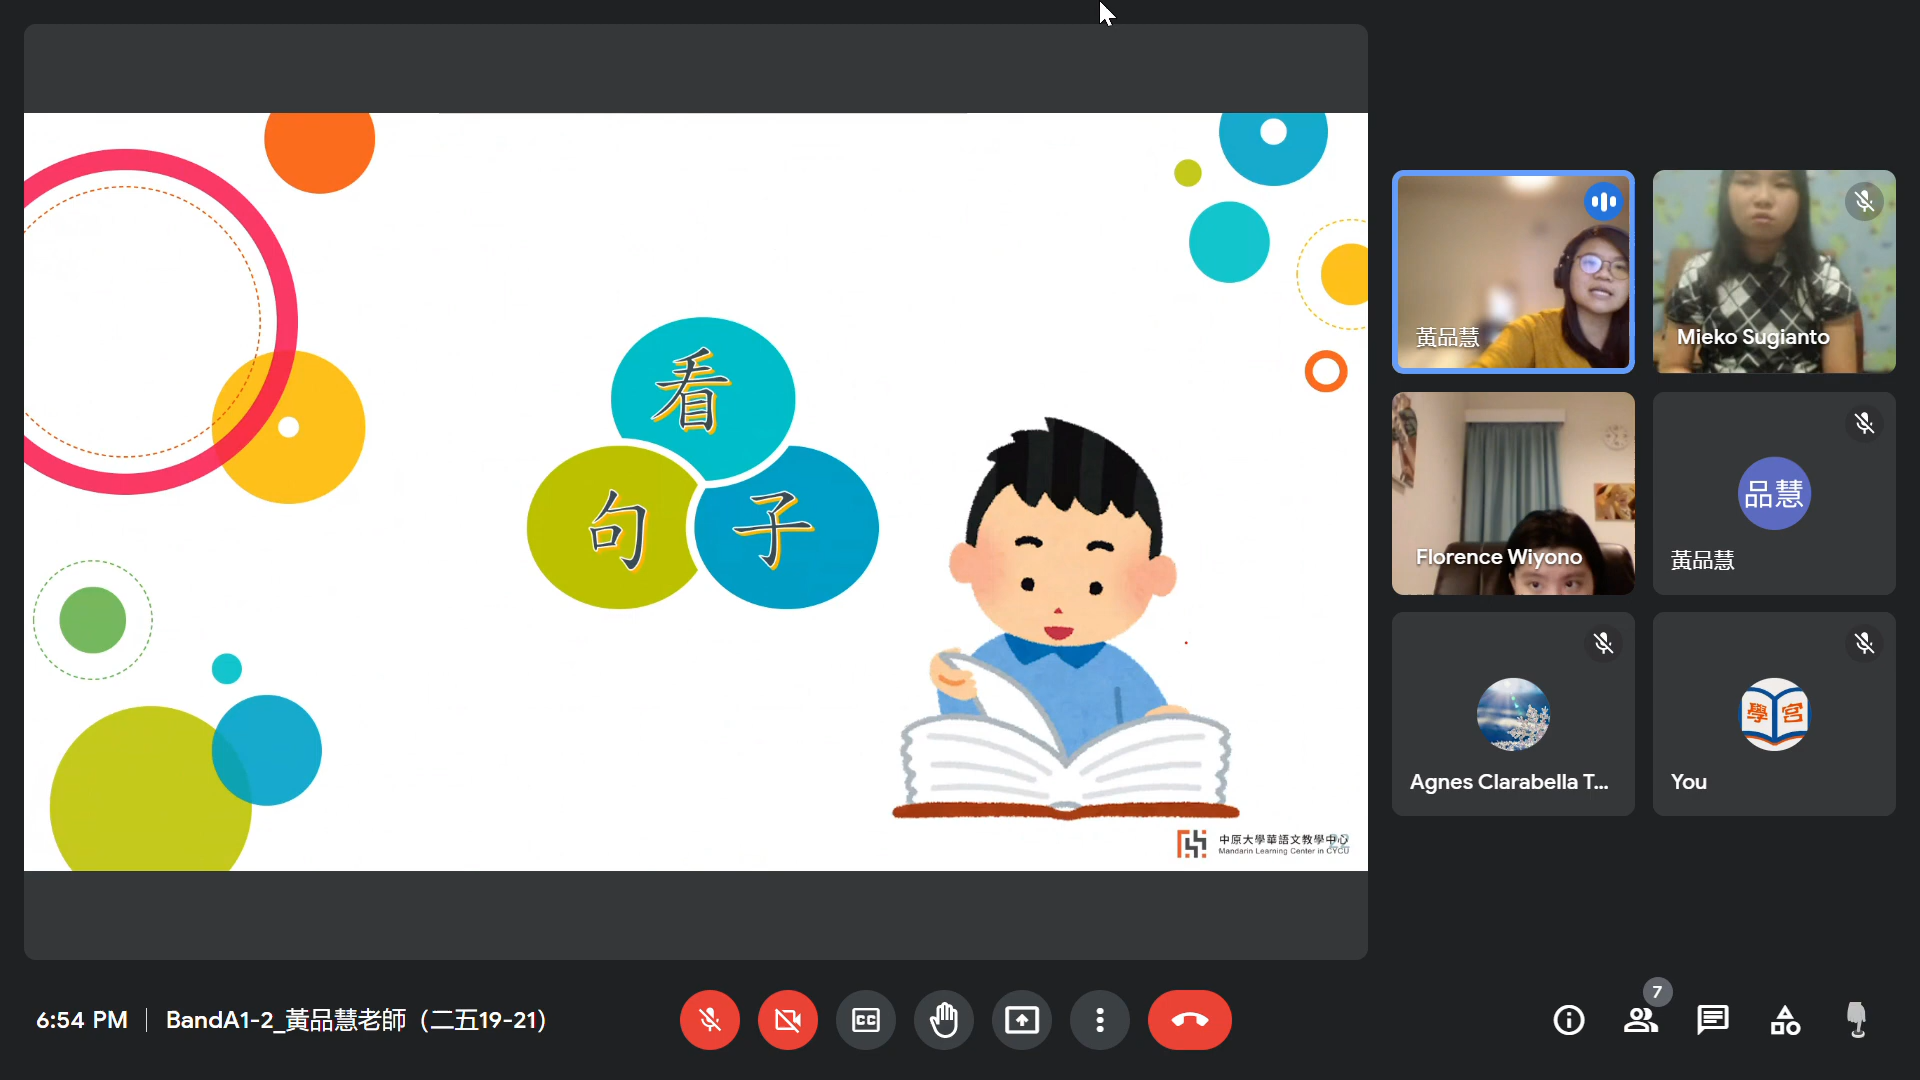 看
句
子
中原大學華語文教學中心
Mandarin Learning Center in CYCU
黃品慧
Mieko Sugianto
Florence Wiyono
品慧
黃品慧
學宮
Agnes Clarabella T...
You
6:54 PM
BandA1-2_黃品慧老師（二五19-21）
CC
7